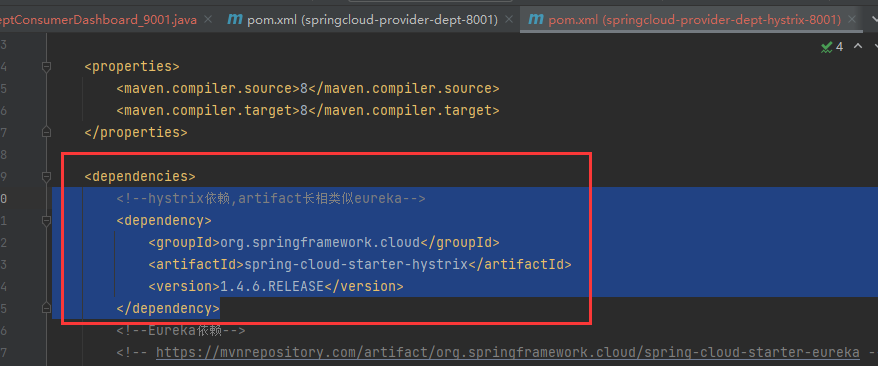 eptConsumerDashboard_9001.java × m pom.xml (springcloud-provider-dept-8001) × m pom.xml (springcloud-provider-dept-hystrix-8001) ×
3 4
4 <properties>
5 <maven.compiler.source>8</maven.compiler.source>
6 <maven.compiler.target>8</maven.compiler.target>
7 </properties>
8
9 <dependencies>
0 <!--hystrix依赖,artifact长相类似eureka-->
1 <dependency>
2 <groupId>org.springframework.cloud</groupId>
3 <artifactId>spring-cloud-starter-hystrix</artifactId>
4 <version>1.4.6.RELEASE</version>
5 </dependency>
6 <!--Eureka依赖-->
7 <!-- https://mvnrepository.com/artifact/org.springframework.cloud/spring-cloud-starter-eureka -